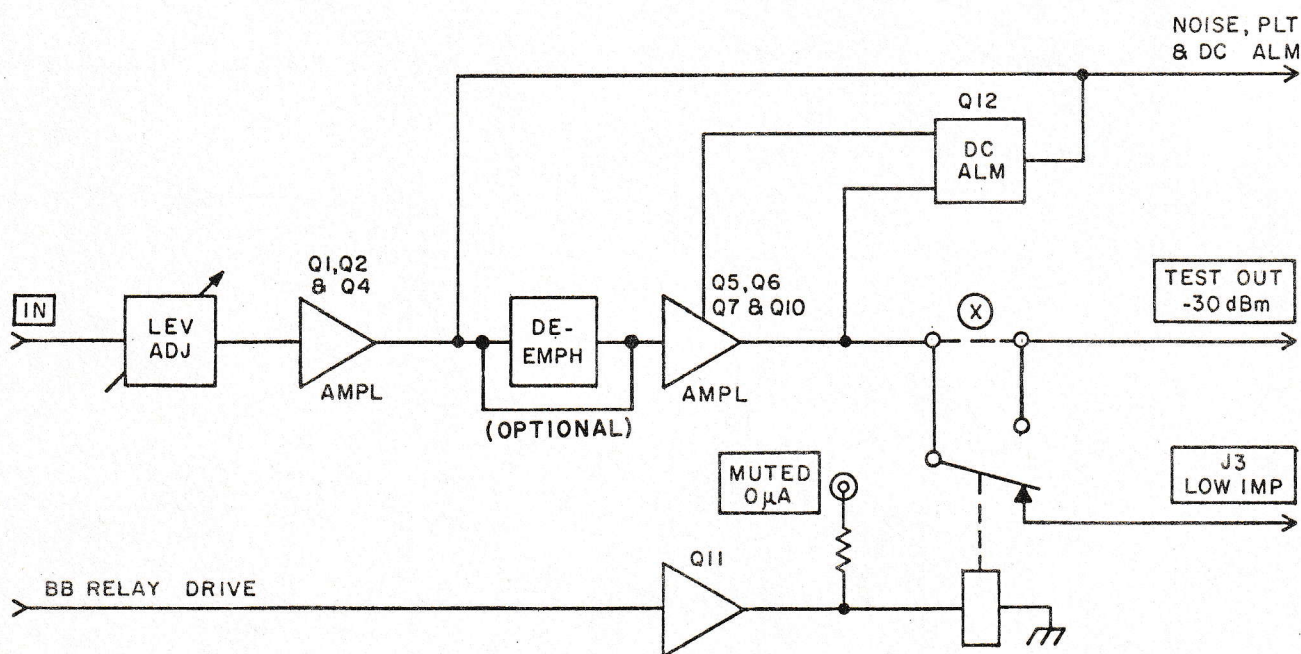 NOISE, PLT
& DC ALM
Q12
DC
ALM
Q1,Q2
& Q4
Q5,Q6
Q7 & Q10
IN
LEV
ADJ
AMPL
DE-
EMPH
(OPTIONAL)
AMPL
X
TEST OUT
-30 dBm
MUTED
0µA
J3
LOW IMP
BB RELAY DRIVE
Q11